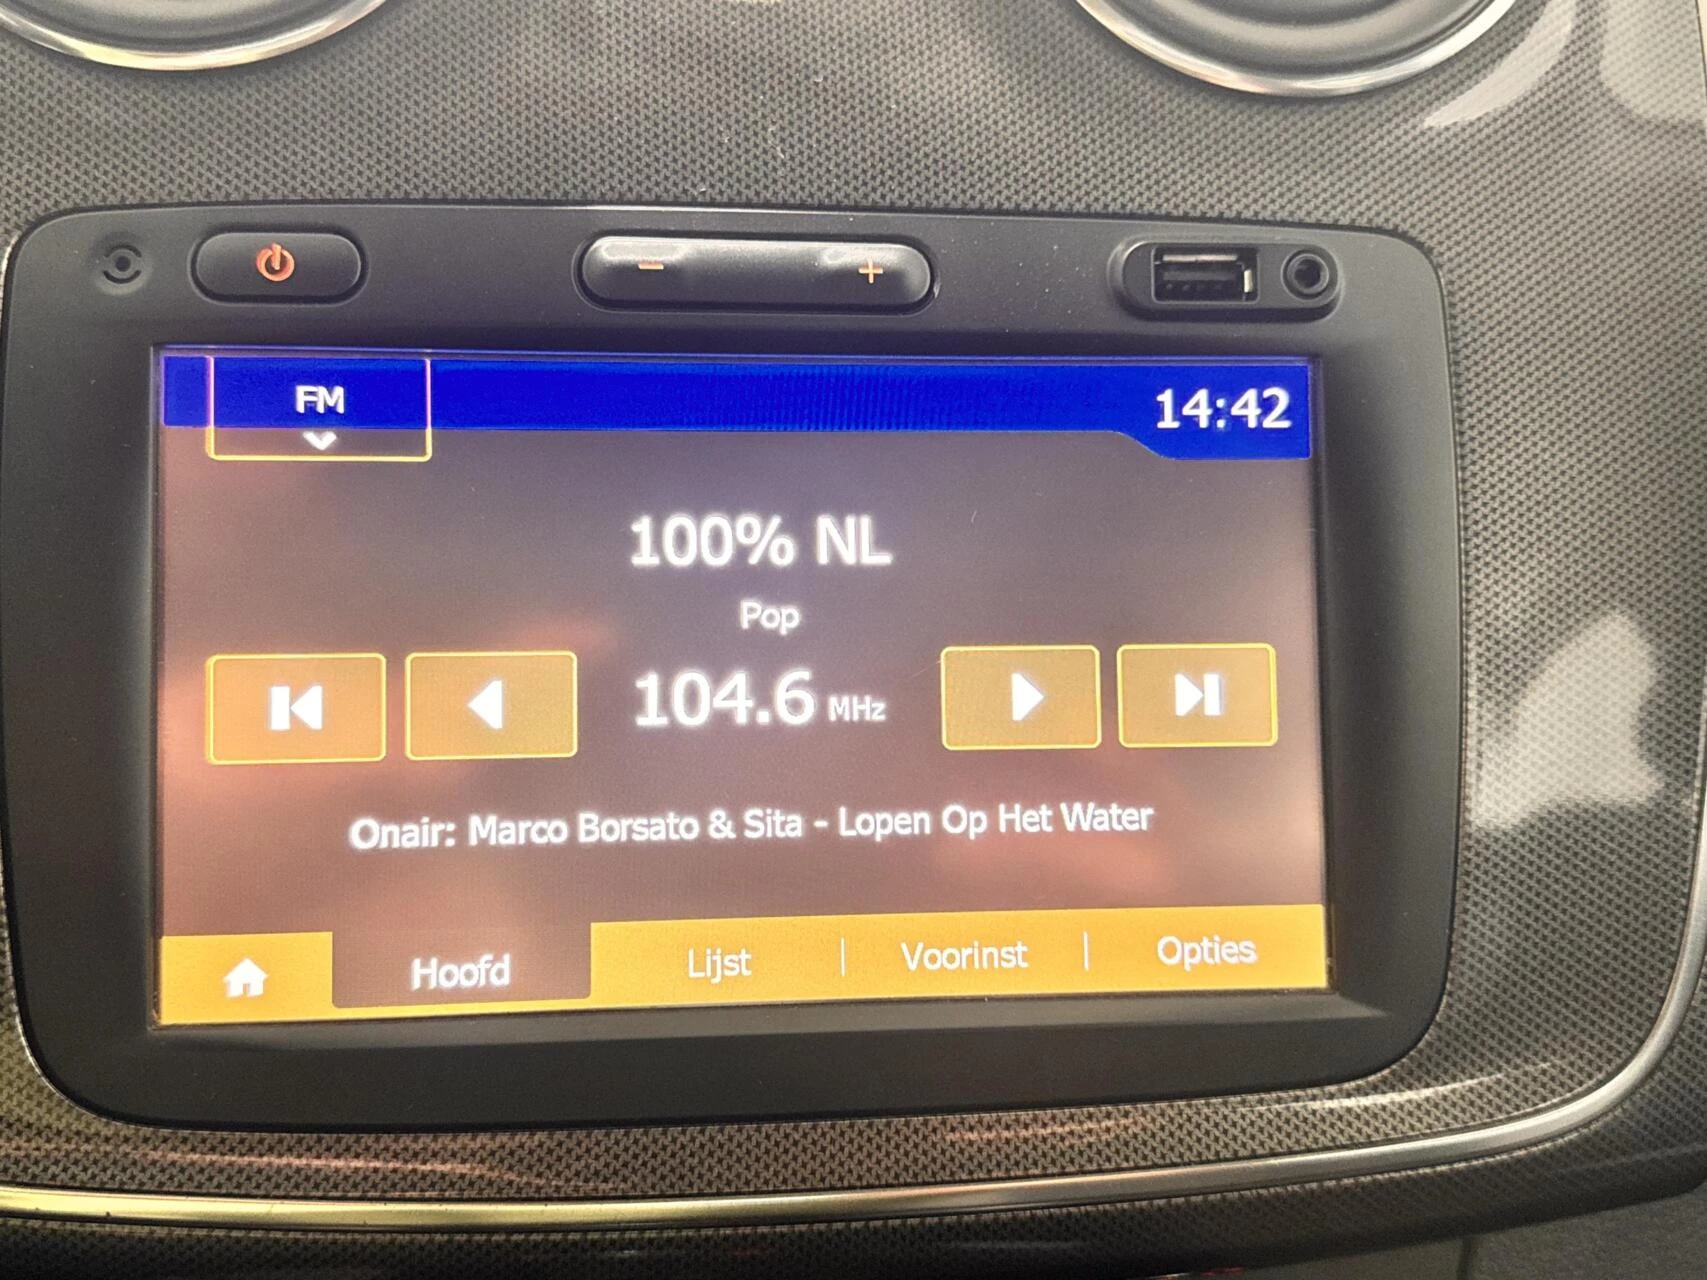 FM
14:42
100% NL
Pop
104.6 MHz
Onair: Marco Borsato & Sita - Lopen Op Het Water
Hoofd Lijst Voorinst Opties